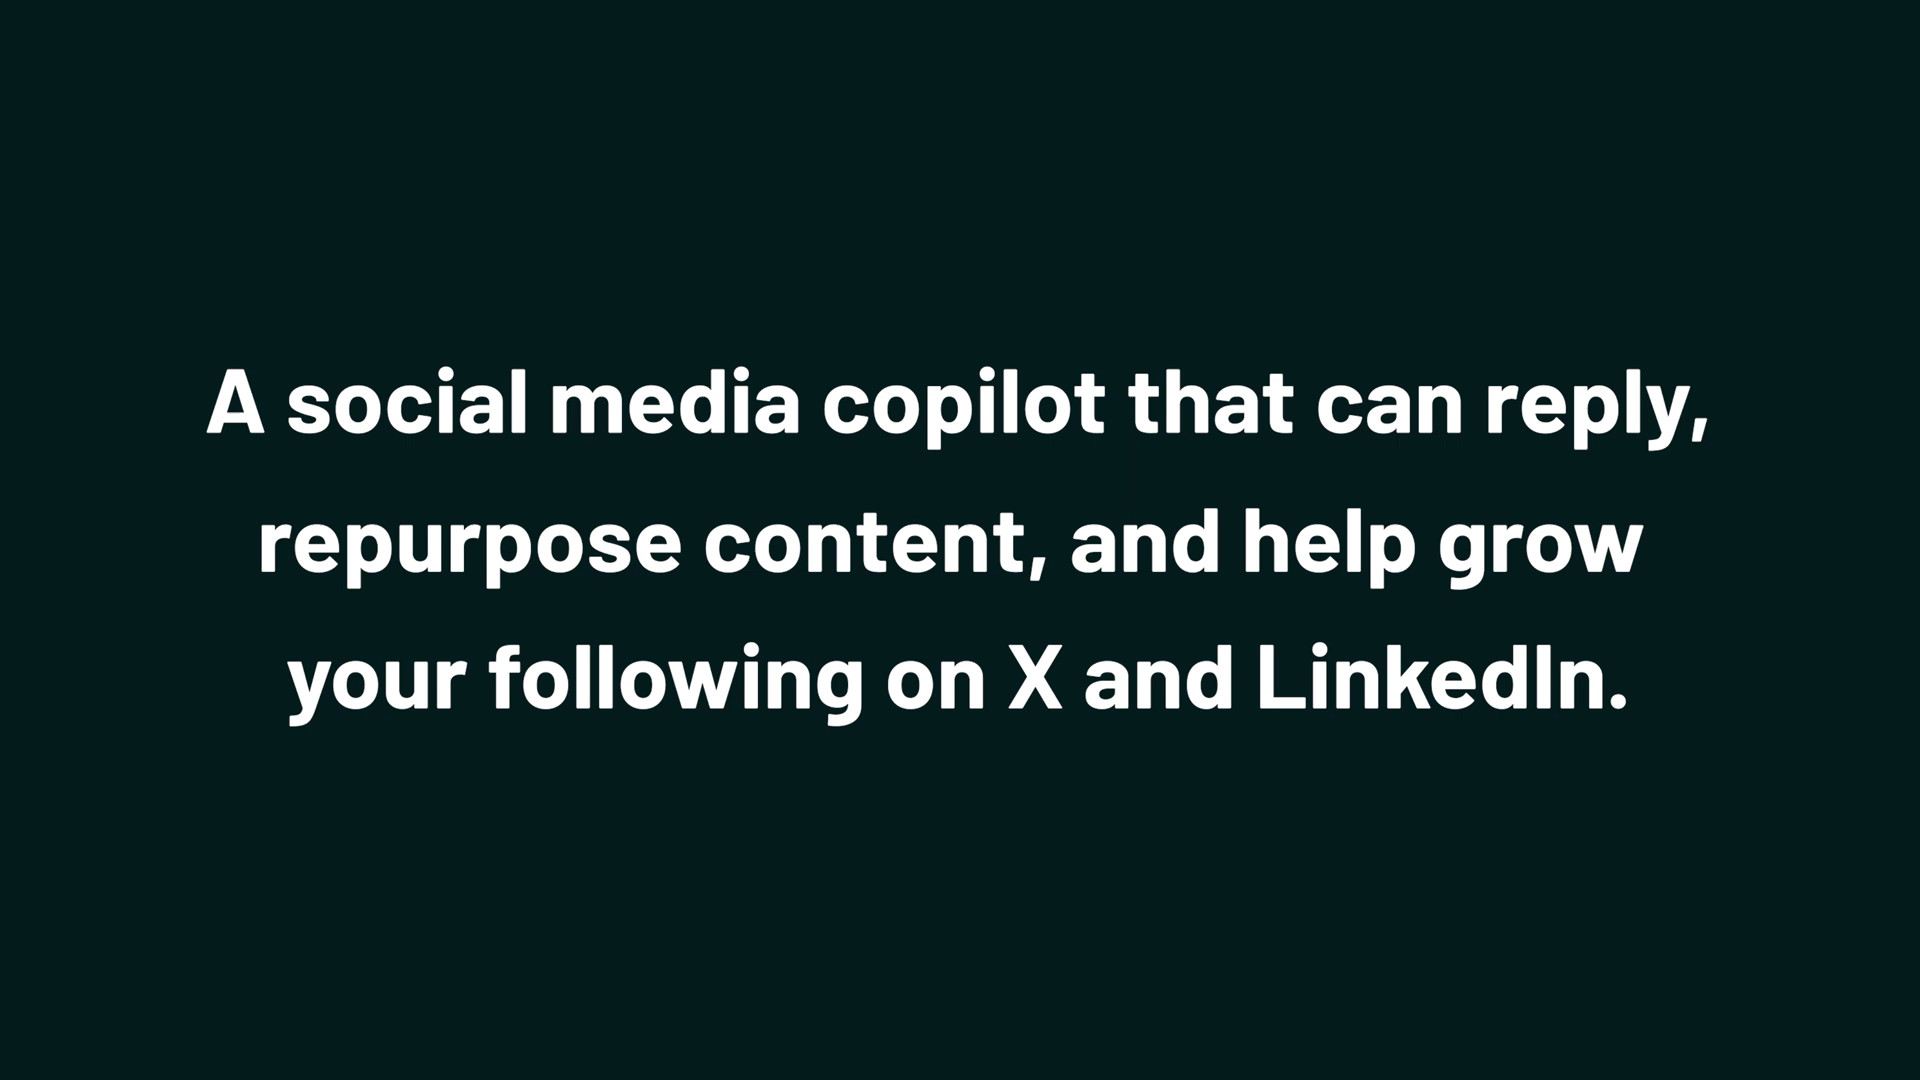 A social media copilot that can reply,
repurpose content, and help grow
your following on X and LinkedIn.